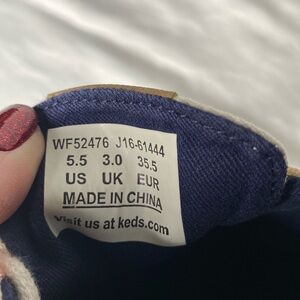 WF52476 J16-61444
5.5 3.0 35.5
US UK EUR
MADE IN CHINA
Visit us at keds.com